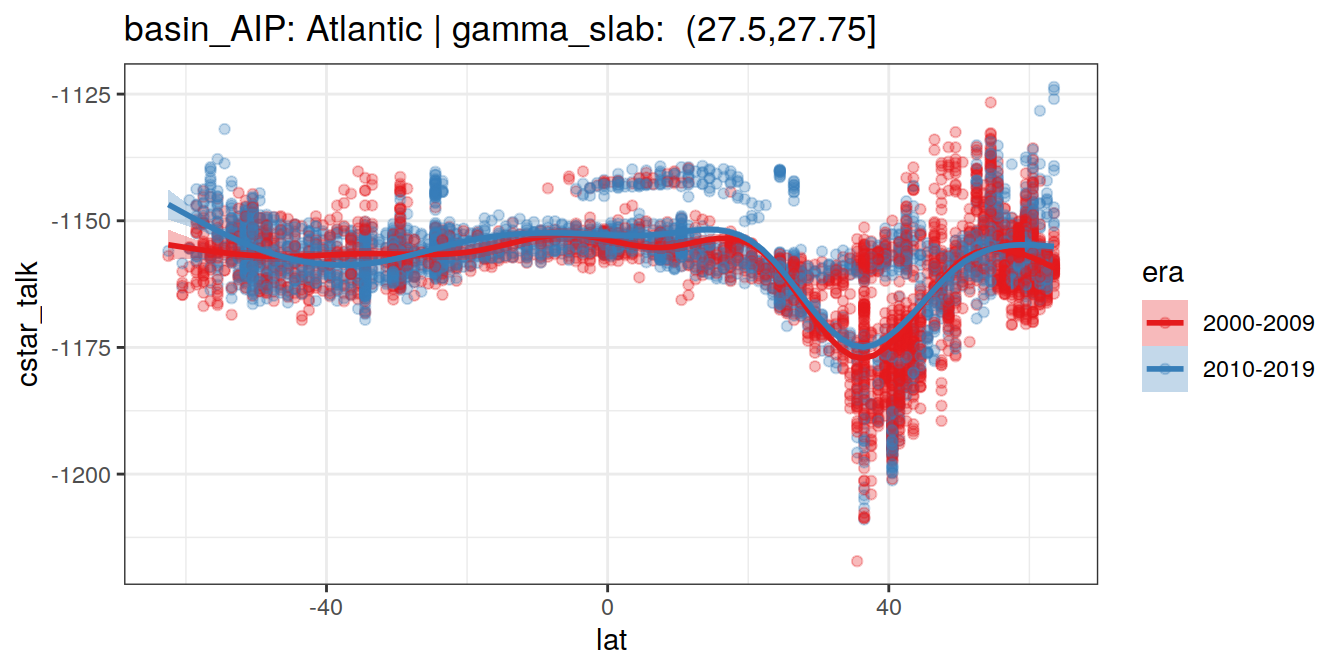 basin_AIP: Atlantic | gamma_slab:  (27.5,27.75]
-1125
-1150
-1175
-1200
cstar_talk
-40
0
40
lat
era
2000-2009
2010-2019